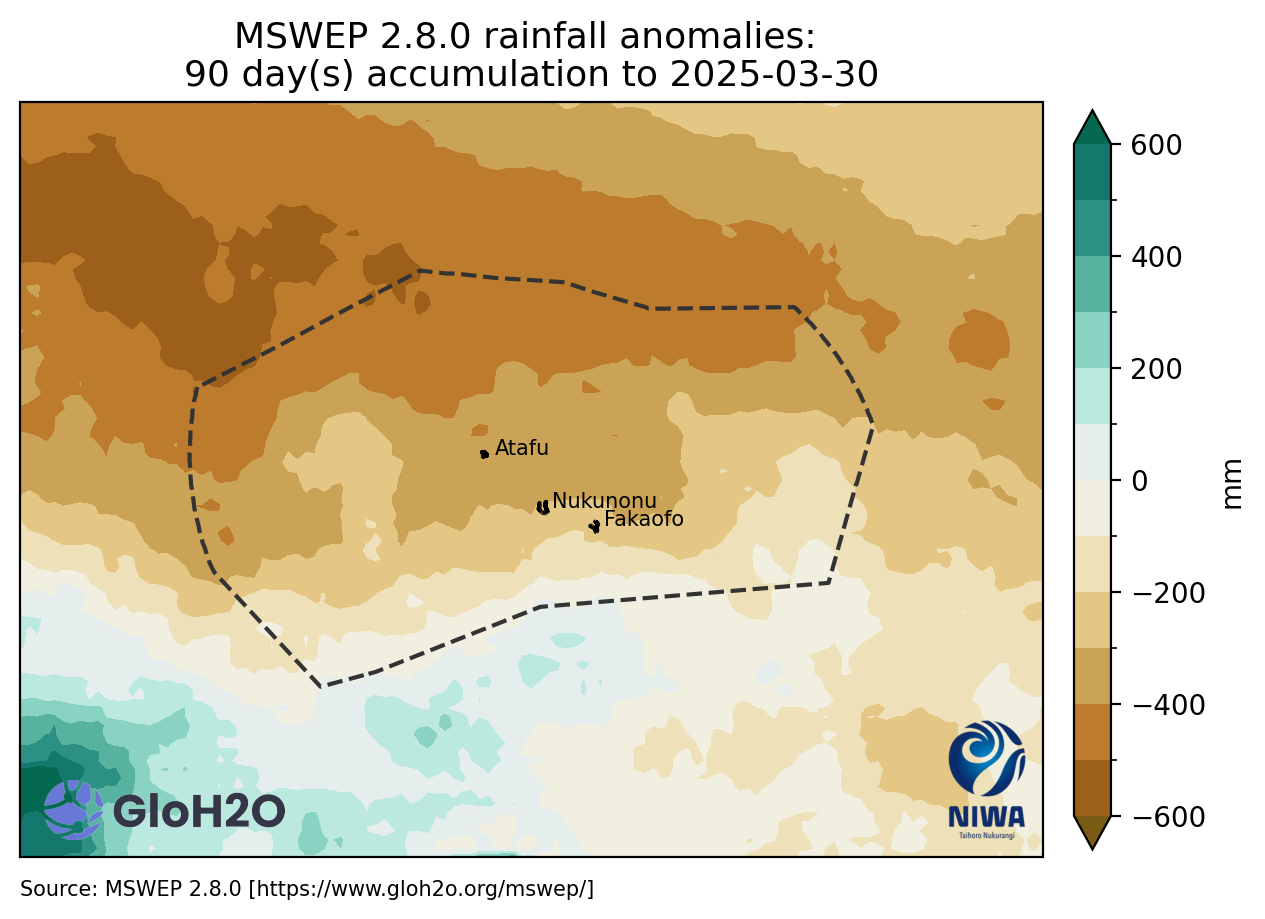 MSWEP 2.8.0 rainfall anomalies:
90 day(s) accumulation to 2025-03-30
600
400
200
0
−200
−400
−600
mm
Atafu
Nukunonu
Fakaofo
GloH2O
NIWA
Taihoro Nukurangi
Source: MSWEP 2.8.0 [https://www.gloh2o.org/mswep/]